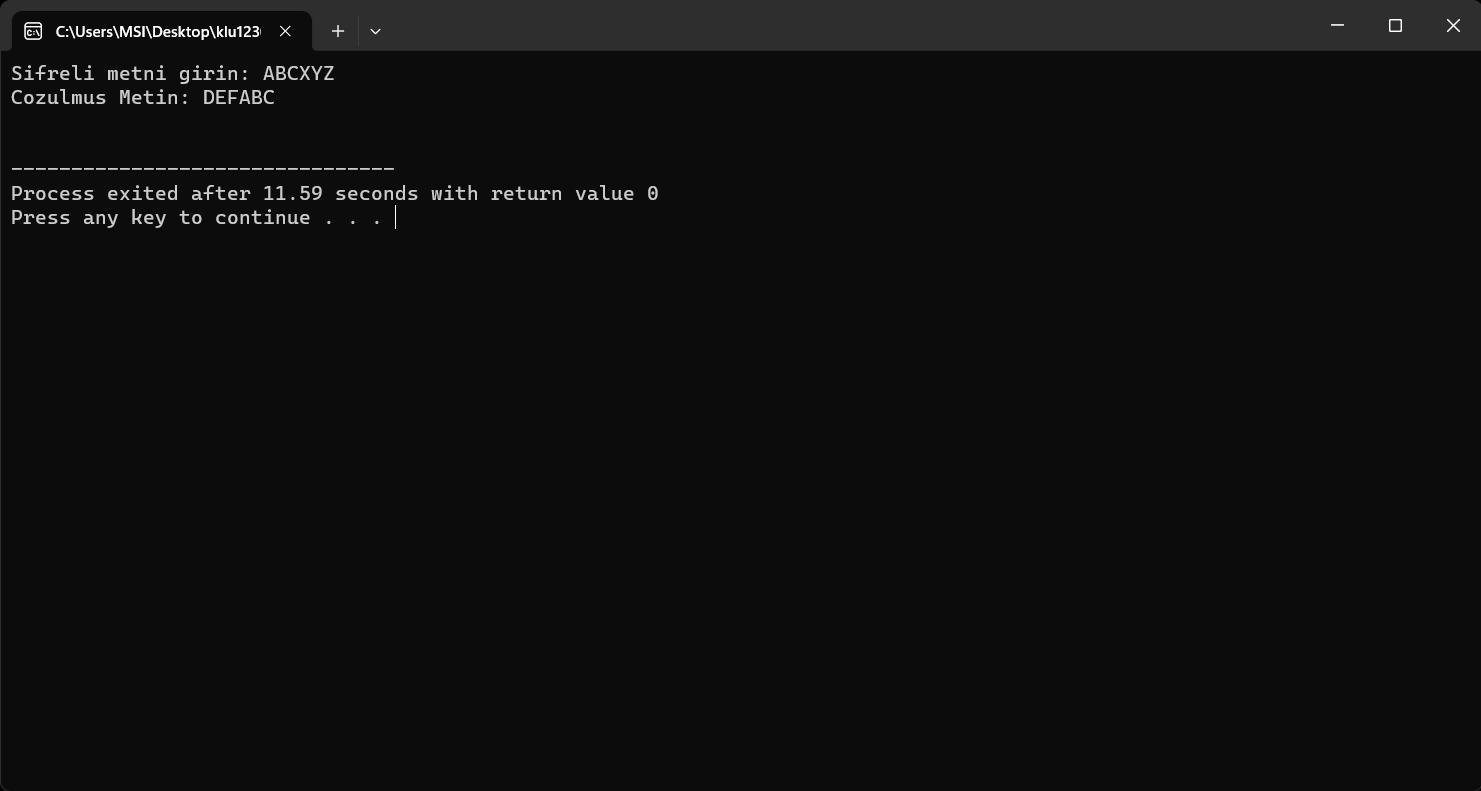 C:\Users\MSI\Desktop\klu123
Sifreli metni girin: ABCXYZ
Cozulmus Metin: DEFABC
--------------------------------
Process exited after 11.59 seconds with return value 0
Press any key to continue . . .